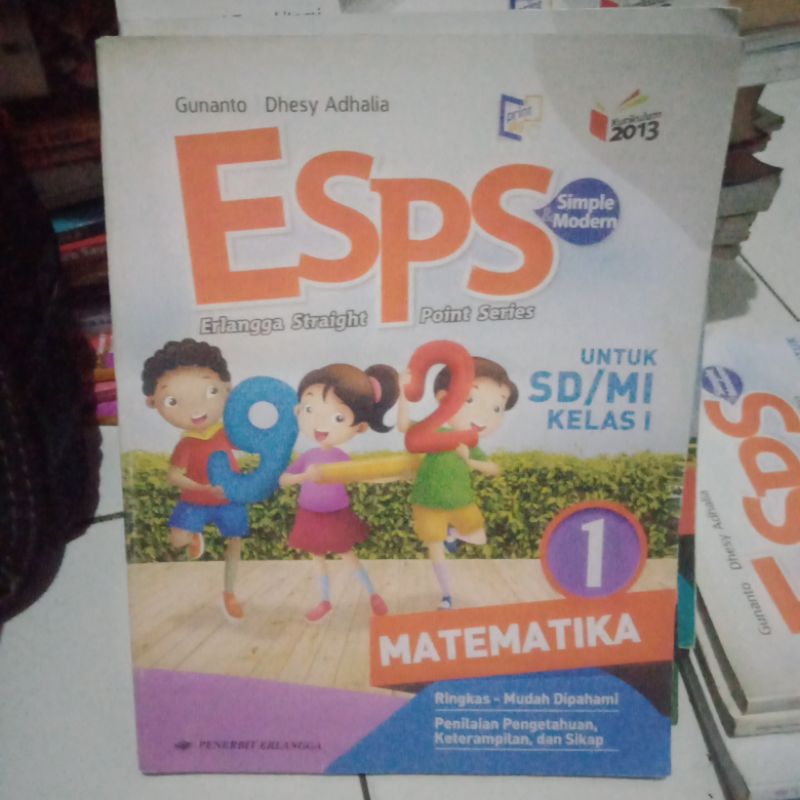 Gunanto Dhesy Adhalia
print
Kurikulum
2013
ESPS
Simple
& Modern
Erlangga Straight Point Series
UNTUK
SD/MI
KELAS I
9
2
1
MATEMATIKA
Ringkas - Mudah Dipahami
Penilaian Pengetahuan,
Keterampilan, dan Sikap
PENERBIT ERLANGGA
Gunanto Dhesy Adhalia